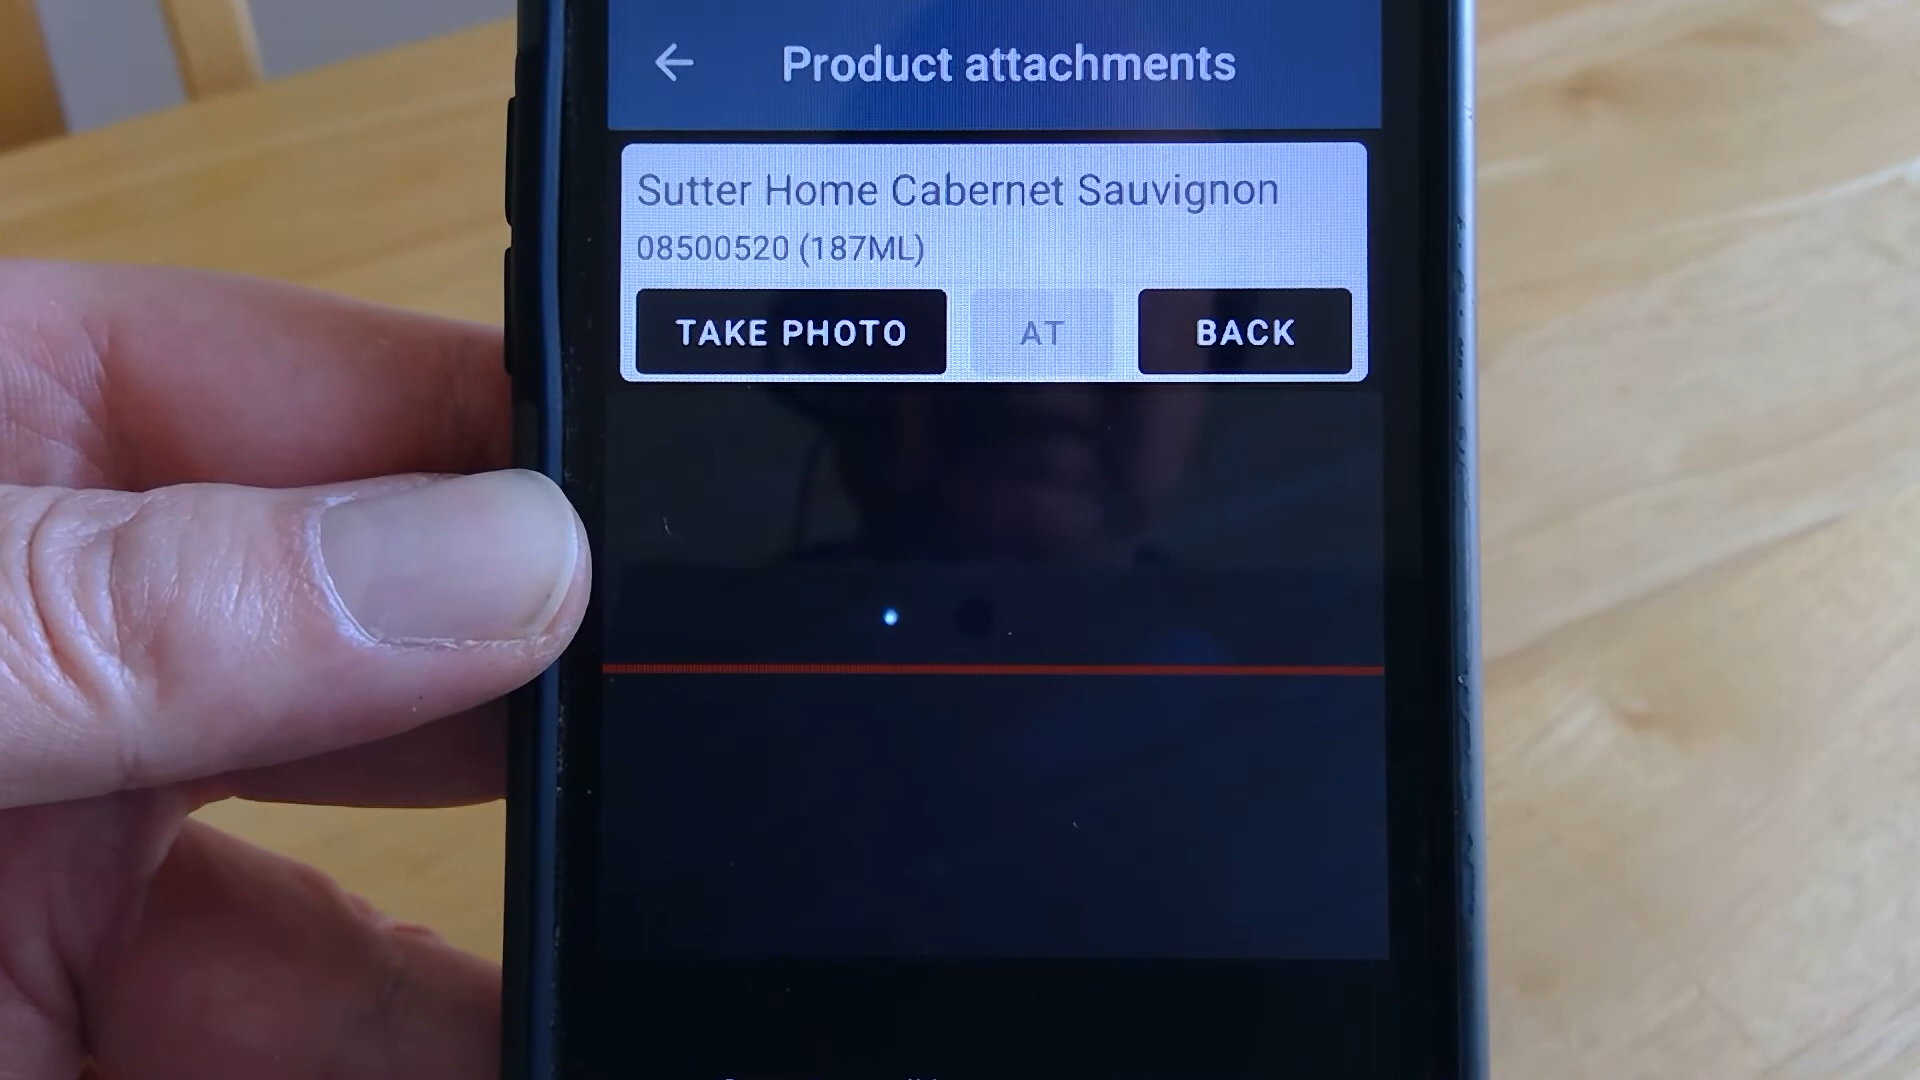 Product attachments
Sutter Home Cabernet Sauvignon
08500520 (187ML)
TAKE PHOTO AT BACK